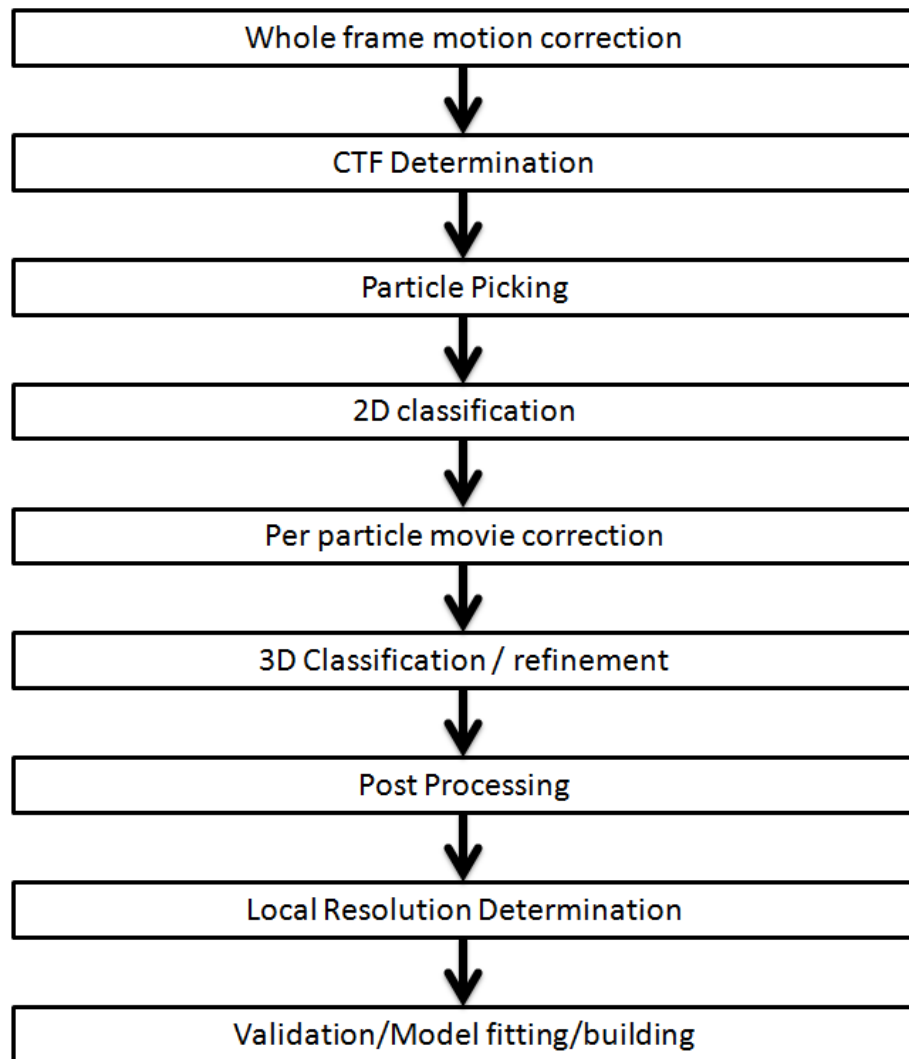 Whole frame motion correction
CTF Determination
Particle Picking
2D classification
Per particle movie correction
3D Classification / refinement
Post Processing
Local Resolution Determination
Validation/Model fitting/building